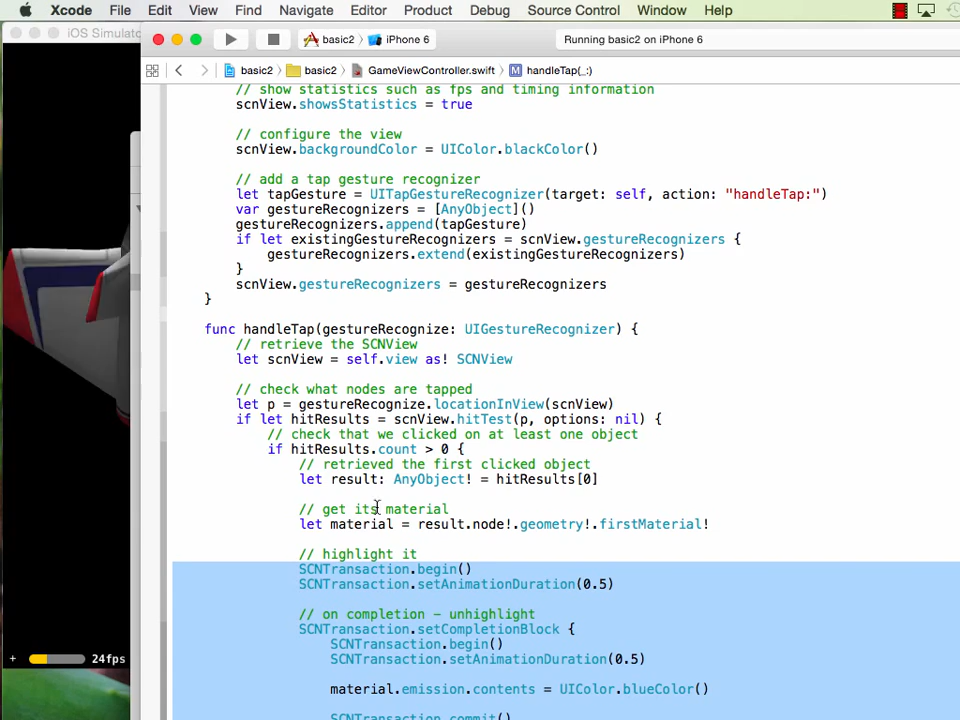 Xcode File Edit View Find Navigate Editor Product Debug Source Control Window Help
iOS Simulato
basic2 iPhone 6
Running basic2 on iPhone 6
basic2 basic2 GameViewController.swift M handleTap(_:)
// show statistics such as fps and timing information
scnView.showsStatistics = true
// configure the view
scnView.backgroundColor = UIColor.blackColor()
// add a tap gesture recognizer
let tapGesture = UITapGestureRecognizer(target: self, action: "handleTap:")
var gestureRecognizers = [AnyObject]()
gestureRecognizers.append(tapGesture)
if let existingGestureRecognizers = scnView.gestureRecognizers {
gestureRecognizers.extend(existingGestureRecognizers)
}
scnView.gestureRecognizers = gestureRecognizers
}
func handleTap(gestureRecognize: UIGestureRecognizer) {
// retrieve the SCNView
let scnView = self.view as! SCNView
// check what nodes are tapped
let p = gestureRecognize.locationInView(scnView)
if let hitResults = scnView.hitTest(p, options: nil) {
// check that we clicked on at least one object
if hitResults.count > 0 {
// retrieved the first clicked object
let result: AnyObject! = hitResults[0]
// get its material
let material = result.node!.geometry!.firstMaterial!
// highlight it
SCNTransaction.begin()
SCNTransaction.setAnimationDuration(0.5)
// on completion - unhighlight
SCNTransaction.setCompletionBlock {
SCNTransaction.begin()
SCNTransaction.setAnimationDuration(0.5)
material.emission.contents = UIColor.blueColor()
SCNTransaction.commit()
+ 24fps